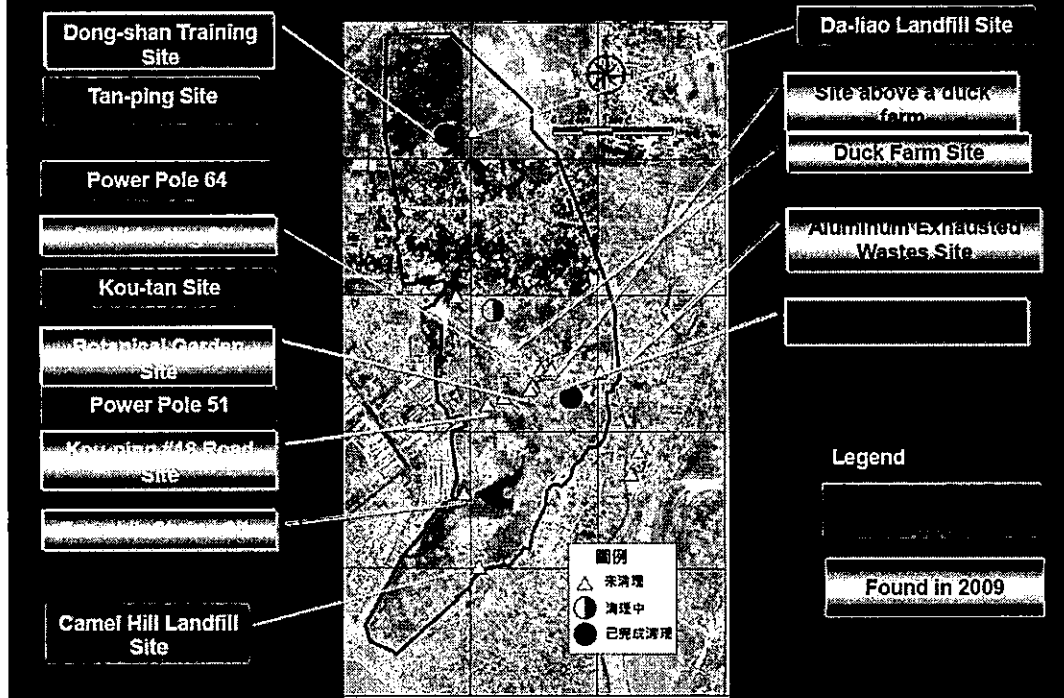 Dong-shan Training
Site
Tan-ping Site
Power Pole 64
Kou-tan Site
Botanical Garden
Site
Power Pole 51
Kou-ping #18 Road
Site
Camel Hill Landfill
Site
Da-liao Landfill Site
Site above a duck
farm
Duck Farm Site
Aluminum Exhausted
Wastes Site
Legend
Found in 2009
圖例
未清理
清理中
已完成清理